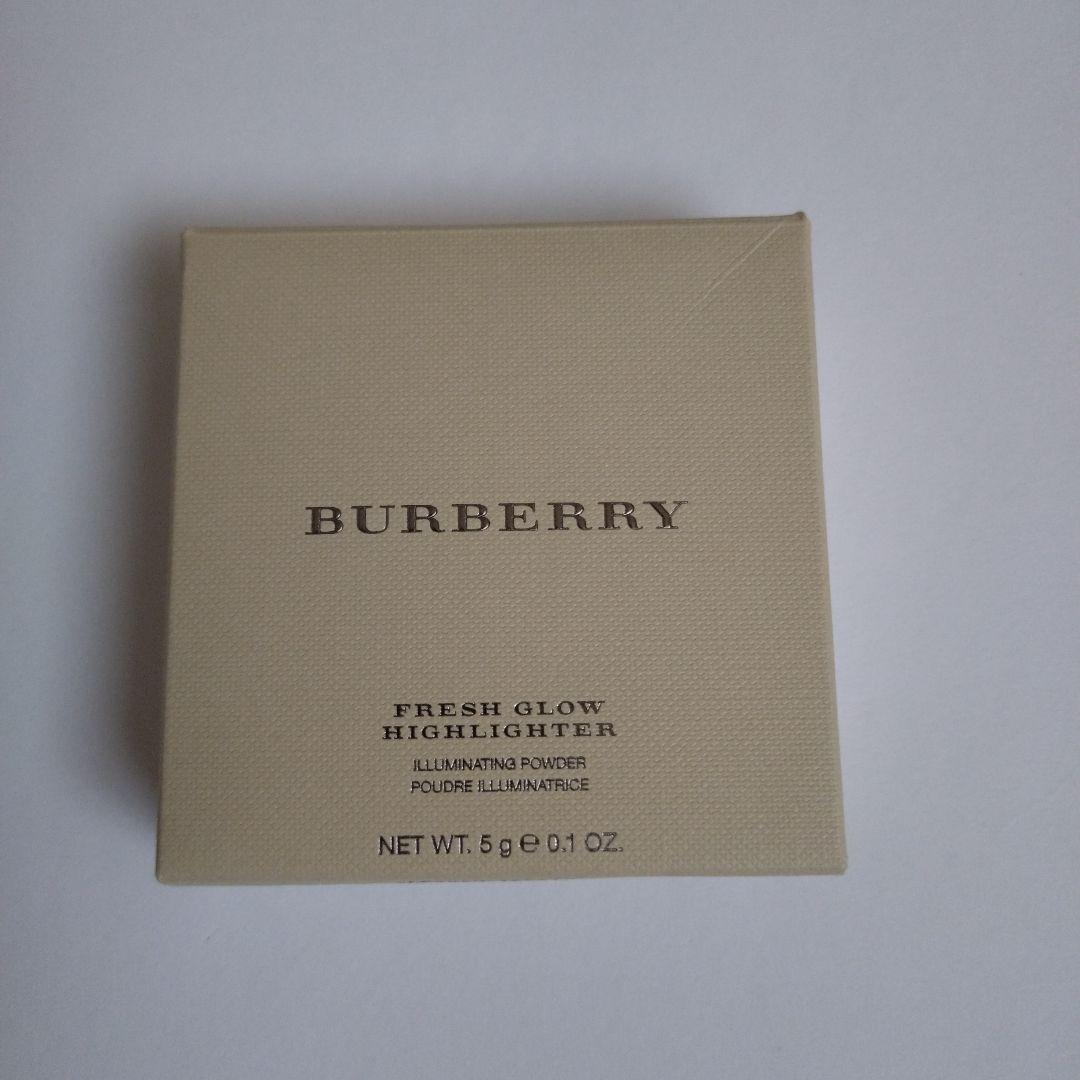 BURBERRY
FRESH GLOW
HIGHLIGHTER
ILLUMINATING POWDER
POUDRE ILLUMINATRICE
NET WT. 5 g ℮ 0.1 OZ.